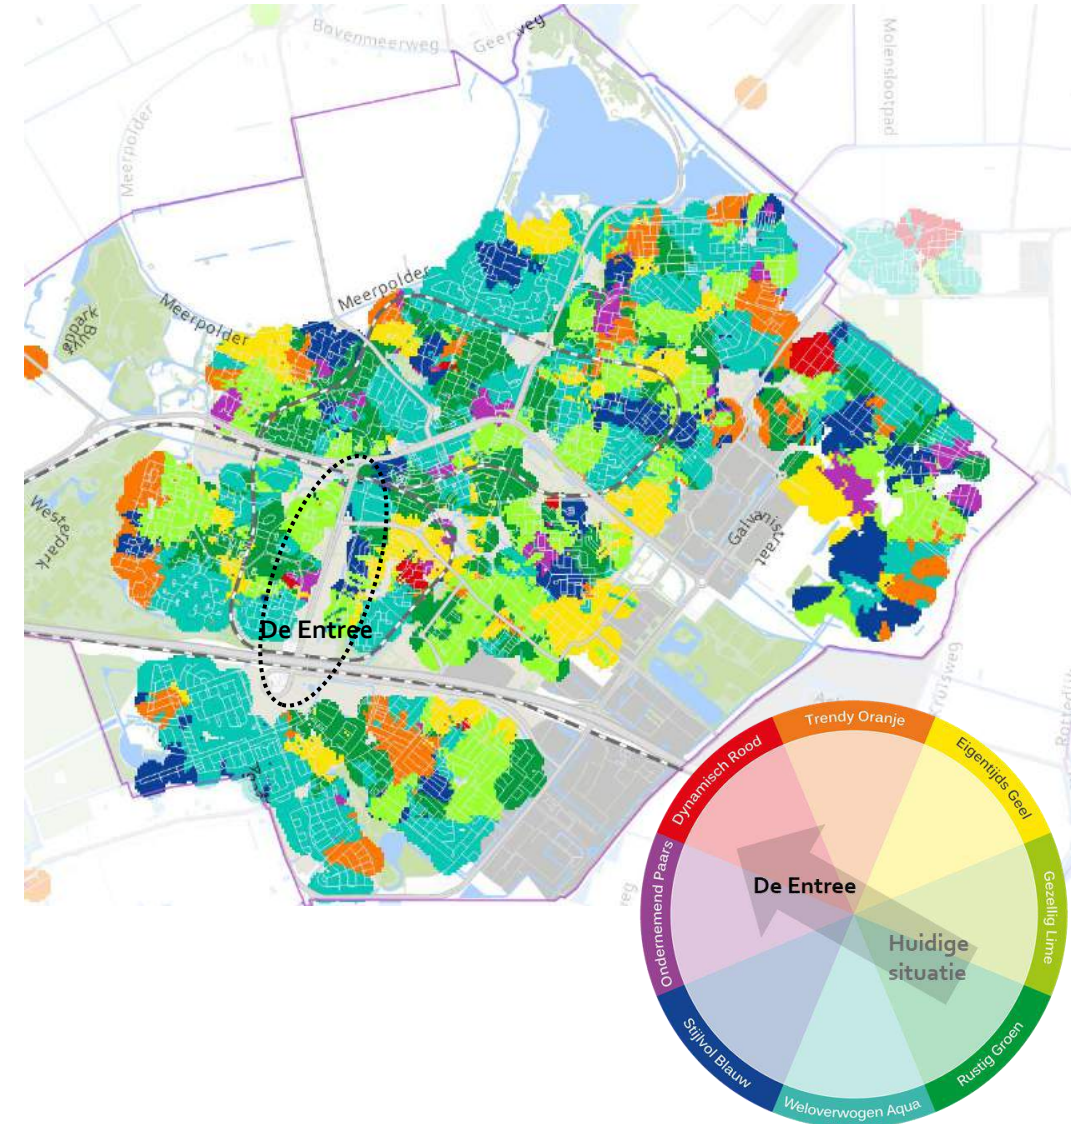 Bovenmeerweg
Geerweg
Molenslootpad
Meerpolder
Meerpolder
Meerpolder
Westerpark
Galvanistraat
De Entree
Trendy Oranje
Dynamisch Rood
Eigentijds Geel
Ondernemend Paars
De Entree
Gezellig Lime
Huidige
situatie
Stijlvol Blauw
Rustig Groen
Weloverwogen Aqua